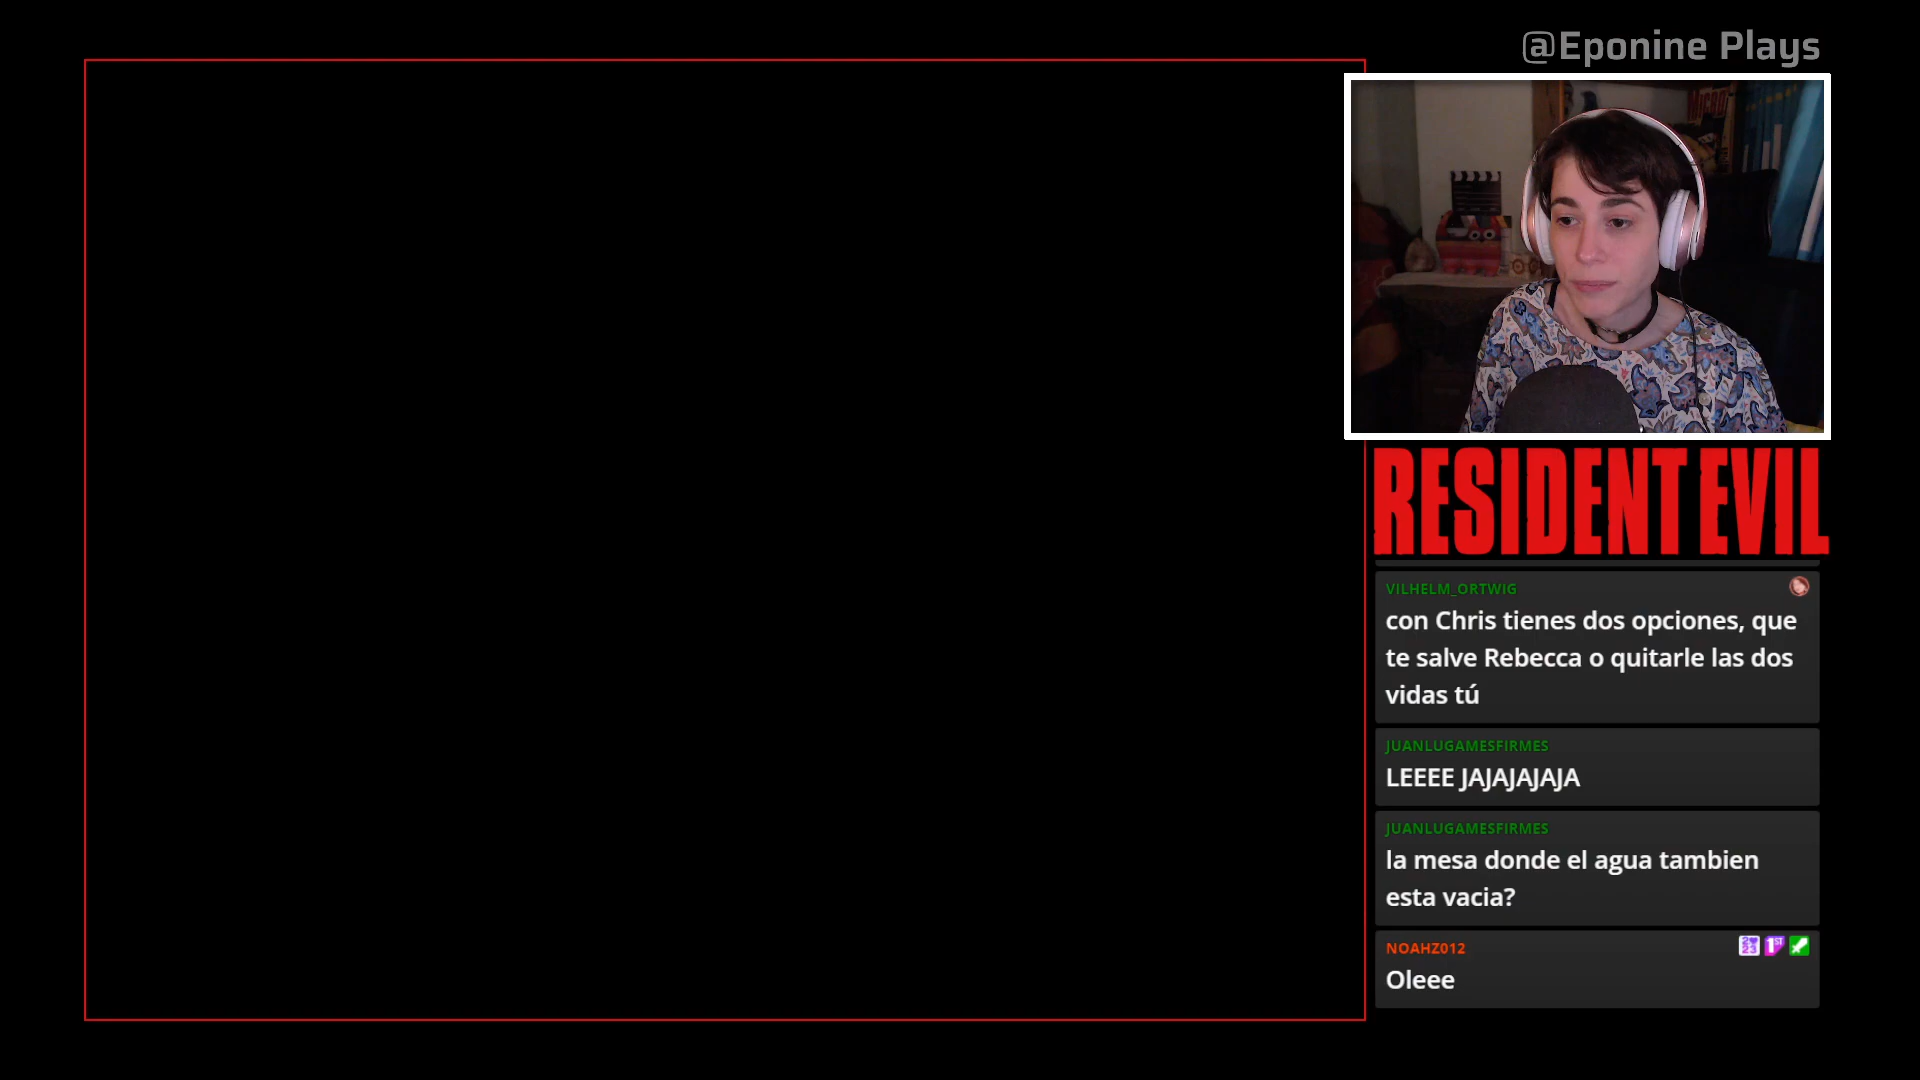 @Eponine Plays
RESIDENT EVIL
VILHELM_ORTWIG
con Chris tienes dos opciones, que
te salve Rebecca o quitarle las dos
vidas tú
JUANLUGAMESFIRMES
LEEEE JAJAJAJAJA
JUANLUGAMESFIRMES
la mesa donde el agua tambien
esta vacia?
NOAHZ012
Oleee